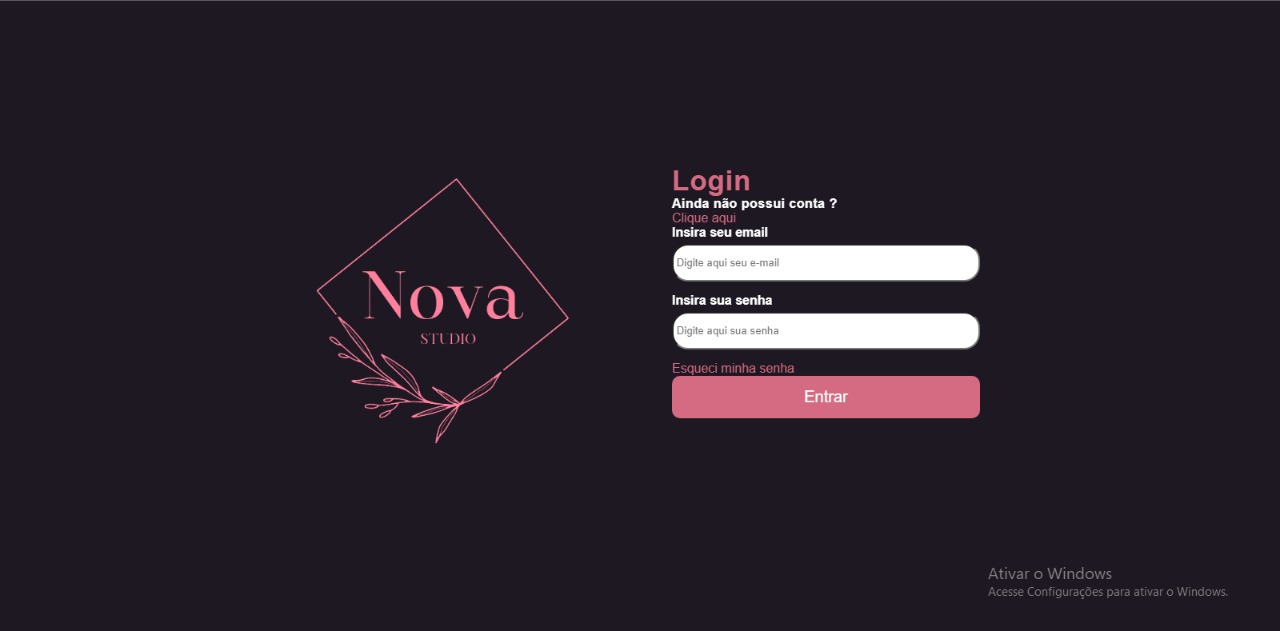 Login
Ainda não possui conta ?
Clique aqui
Insira seu email
Digite aqui seu e-mail
Nova
STUDIO
Insira sua senha
Digite aqui sua senha
Esqueci minha senha
Entrar
Ativar o Windows
Acesse Configurações para ativar o Windows.